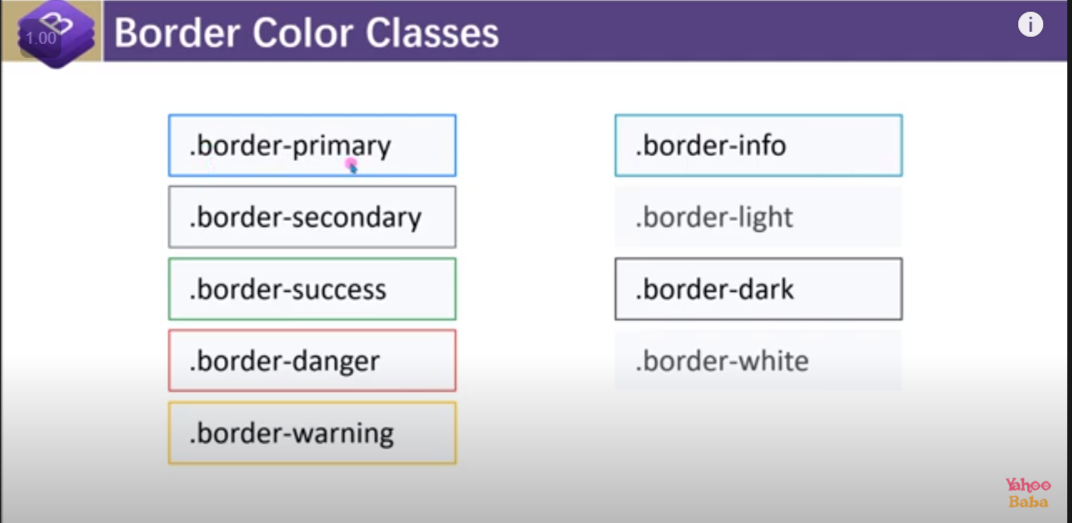 1.00
Border Color Classes
i
.border-primary
.border-secondary
.border-success
.border-danger
.border-warning
.border-info
.border-light
.border-dark
.border-white
Yahoo
Baba